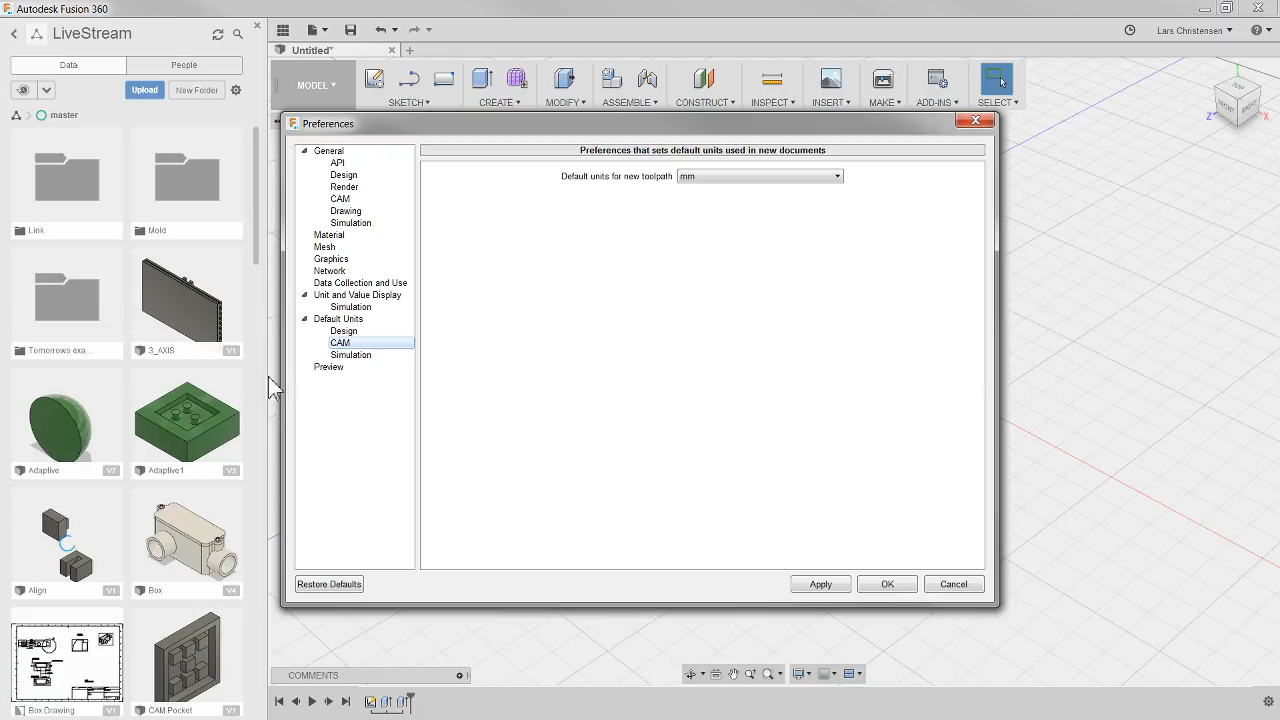 Autodesk Fusion 360
LiveStream
Data
People
Upload
New Folder
master
Link
Mold
Tomorrows exa...
3_AXIS
V1
Adaptive
V7
Adaptive1
V3
Align
V1
Box
V4
Box Drawing
V1
CAM Pocket
V1
Untitled*
Lars Christensen
MODEL
SKETCH
CREATE
MODIFY
ASSEMBLE
CONSTRUCT
INSPECT
INSERT
MAKE
ADD-INS
SELECT
TOP
FRONT
RIGHT
Z
X
Preferences
General
API
Design
Render
CAM
Drawing
Simulation
Material
Mesh
Graphics
Network
Data Collection and Use
Unit and Value Display
Simulation
Default Units
Design
CAM
Simulation
Preview
Preferences that sets default units used in new documents
Default units for new toolpath mm
Restore Defaults
Apply
OK
Cancel
COMMENTS